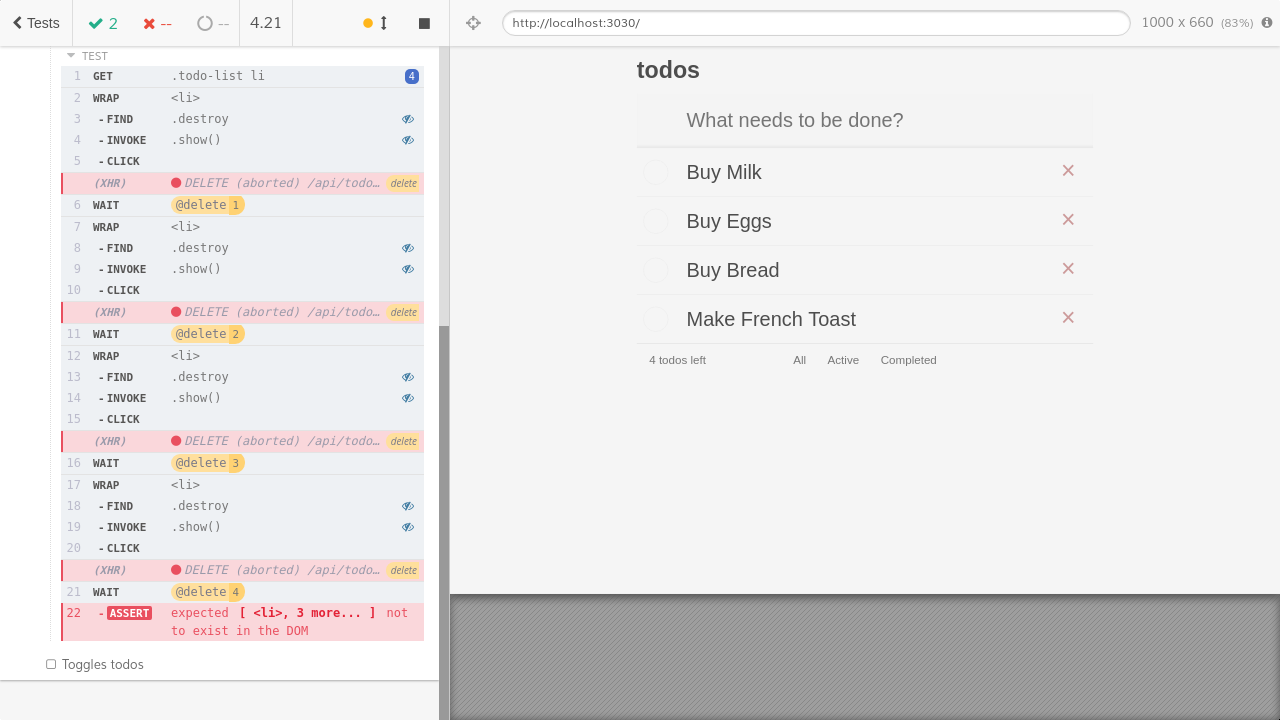 Tests 2 -- -- 4.21
http://localhost:3030/ 1000 x 660 (83%)
TEST
1 GET .todo-list li 4
2 WRAP <li>
3 - FIND .destroy
4 - INVOKE .show()
5 - CLICK
(XHR) DELETE (aborted) /api/todo… delete
6 WAIT @delete 1
7 WRAP <li>
8 - FIND .destroy
9 - INVOKE .show()
10 - CLICK
(XHR) DELETE (aborted) /api/todo… delete
11 WAIT @delete 2
12 WRAP <li>
13 - FIND .destroy
14 - INVOKE .show()
15 - CLICK
(XHR) DELETE (aborted) /api/todo… delete
16 WAIT @delete 3
17 WRAP <li>
18 - FIND .destroy
19 - INVOKE .show()
20 - CLICK
(XHR) DELETE (aborted) /api/todo… delete
21 WAIT @delete 4
22 - ASSERT expected [ <li>, 3 more... ] not
to exist in the DOM
Toggles todos
todos
What needs to be done?
Buy Milk ×
Buy Eggs ×
Buy Bread ×
Make French Toast ×
4 todos left All Active Completed